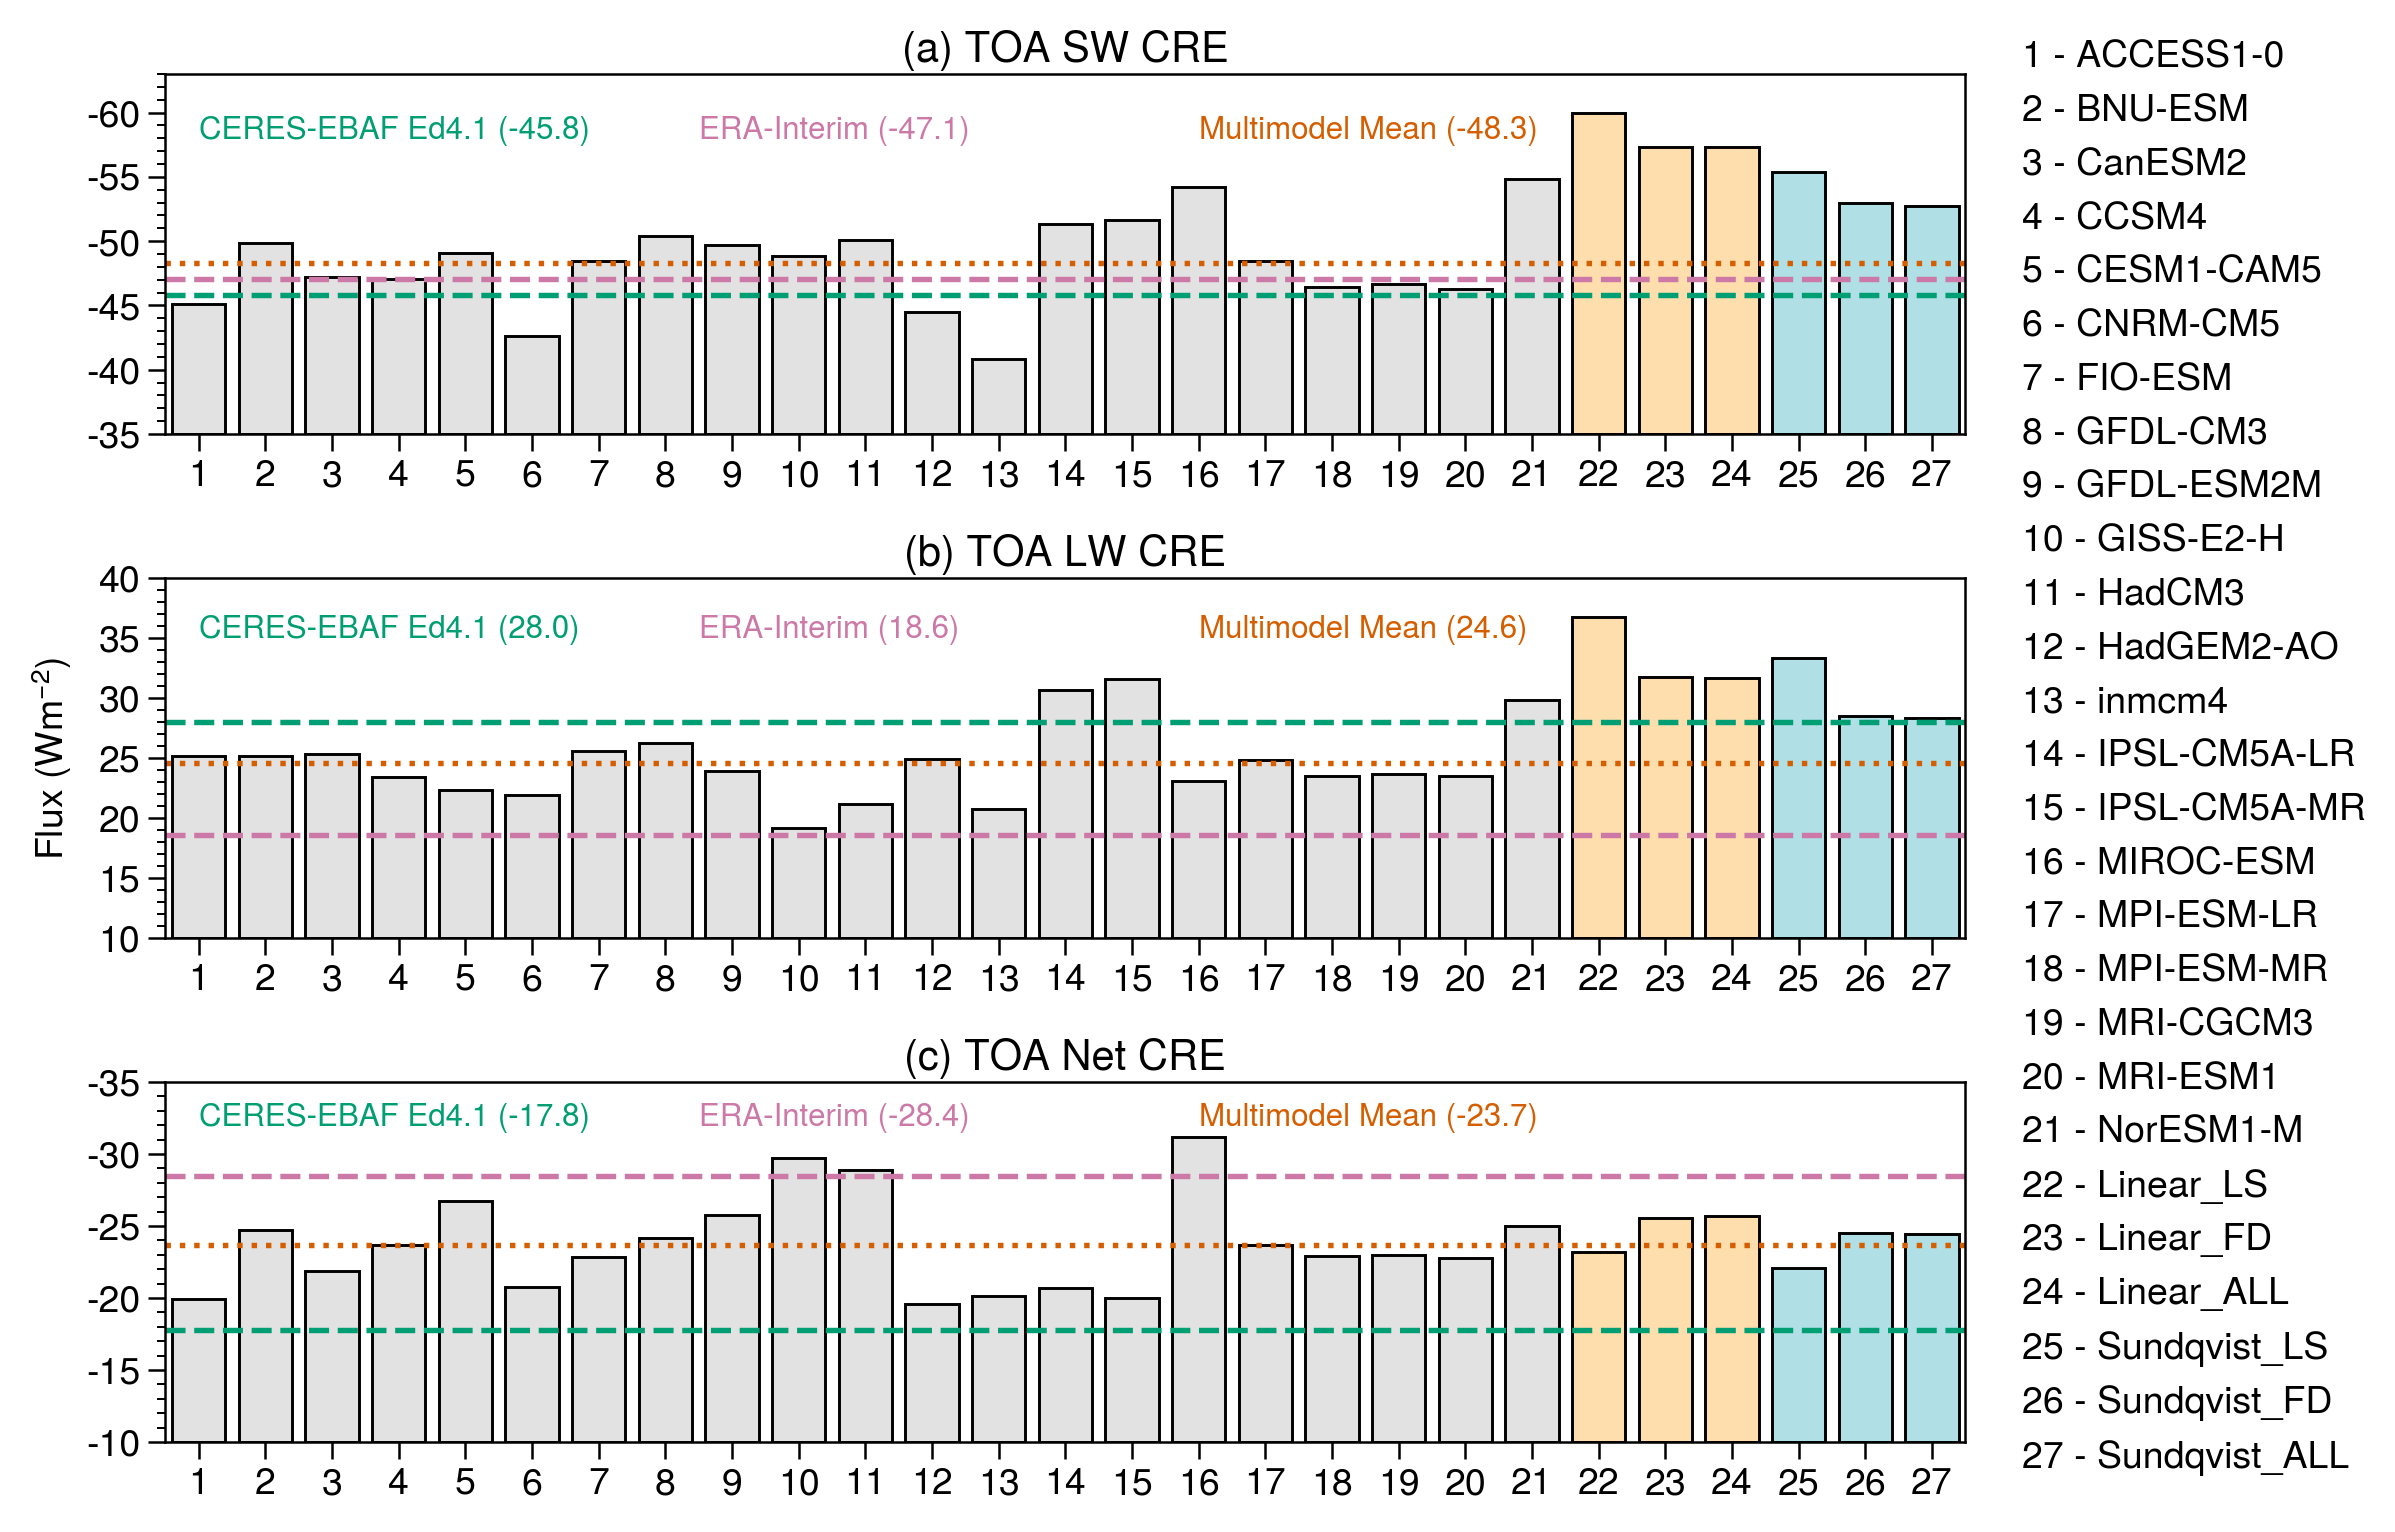 (a) TOA SW CRE
-60
-55
-50
-45
-40
-35
CERES-EBAF Ed4.1 (-45.8) ERA-Interim (-47.1) Multimodel Mean (-48.3)
1 2 3 4 5 6 7 8 9 10 11 12 13 14 15 16 17 18 19 20 21 22 23 24 25 26 27
(b) TOA LW CRE
Flux (Wm⁻²)
40
35
30
25
20
15
10
CERES-EBAF Ed4.1 (28.0) ERA-Interim (18.6) Multimodel Mean (24.6)
1 2 3 4 5 6 7 8 9 10 11 12 13 14 15 16 17 18 19 20 21 22 23 24 25 26 27
(c) TOA Net CRE
-35
-30
-25
-20
-15
-10
CERES-EBAF Ed4.1 (-17.8) ERA-Interim (-28.4) Multimodel Mean (-23.7)
1 2 3 4 5 6 7 8 9 10 11 12 13 14 15 16 17 18 19 20 21 22 23 24 25 26 27
1 - ACCESS1-0
2 - BNU-ESM
3 - CanESM2
4 - CCSM4
5 - CESM1-CAM5
6 - CNRM-CM5
7 - FIO-ESM
8 - GFDL-CM3
9 - GFDL-ESM2M
10 - GISS-E2-H
11 - HadCM3
12 - HadGEM2-AO
13 - inmcm4
14 - IPSL-CM5A-LR
15 - IPSL-CM5A-MR
16 - MIROC-ESM
17 - MPI-ESM-LR
18 - MPI-ESM-MR
19 - MRI-CGCM3
20 - MRI-ESM1
21 - NorESM1-M
22 - Linear_LS
23 - Linear_FD
24 - Linear_ALL
25 - Sundqvist_LS
26 - Sundqvist_FD
27 - Sundqvist_ALL